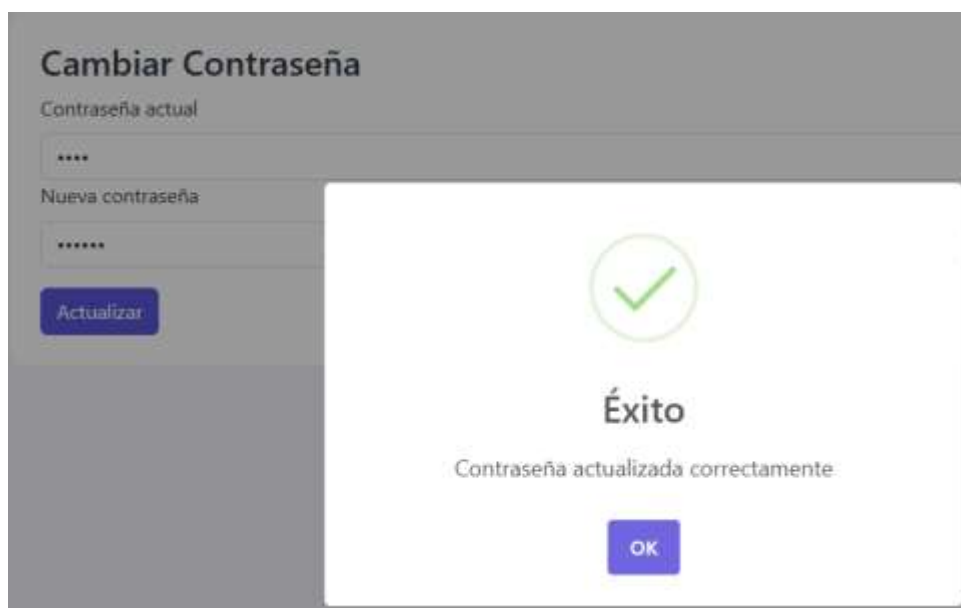 Cambiar Contraseña
Contraseña actual
••••
Nueva contraseña
••••••
Actualizar
Éxito
Contraseña actualizada correctamente
OK